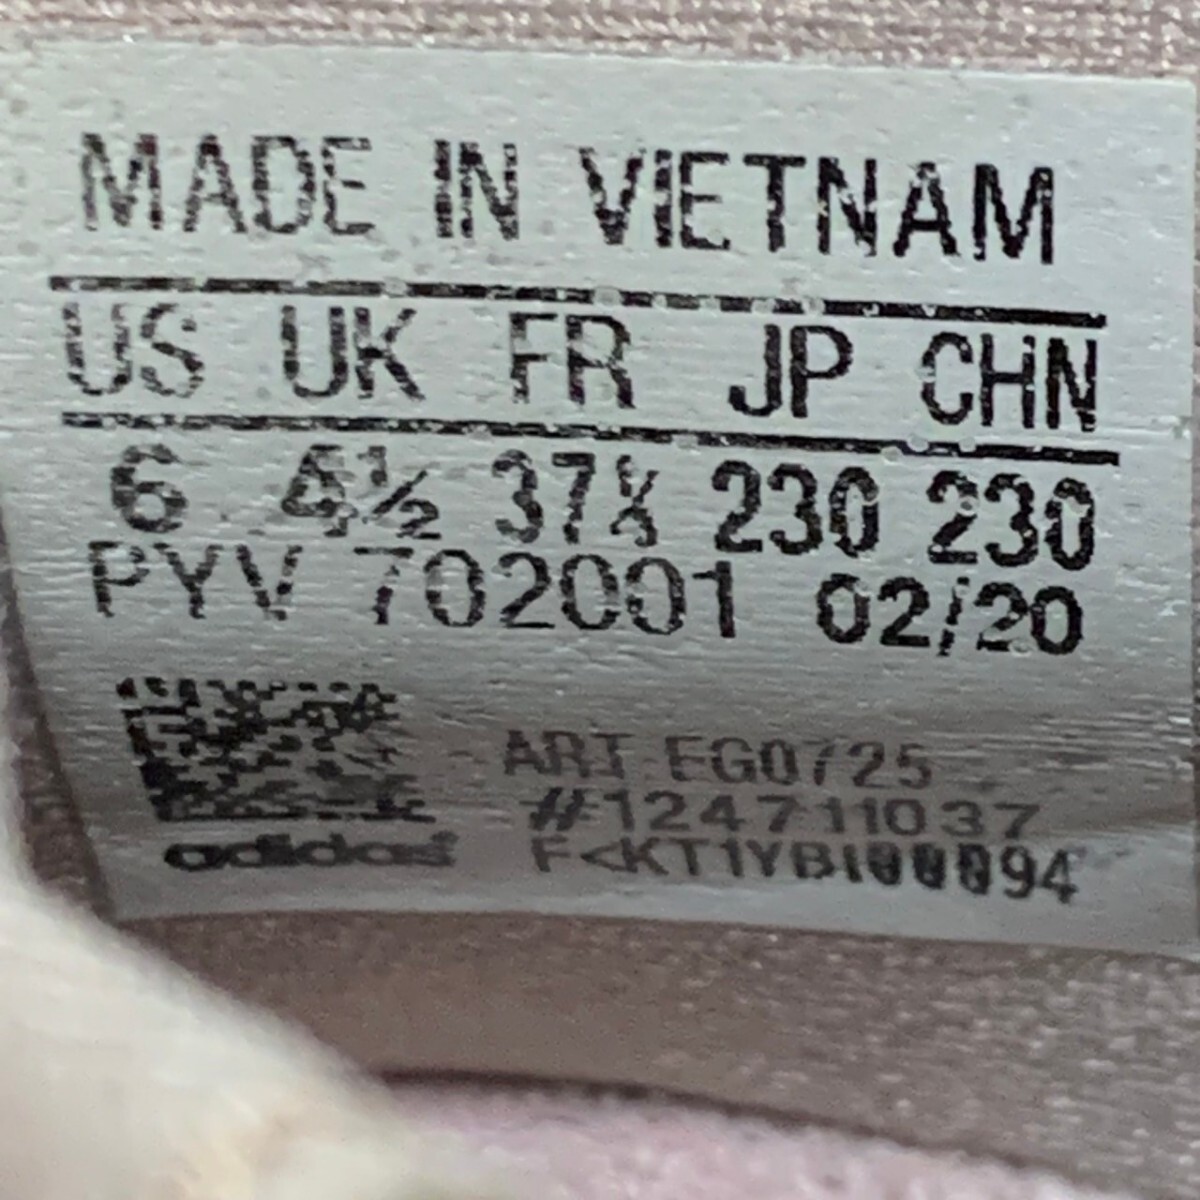 MADE IN VIETNAM
US UK FR JP CHN
6 4½ 37⅓ 230 230
PYV 702001 02/20
ART EG0725
#124711037
adidas